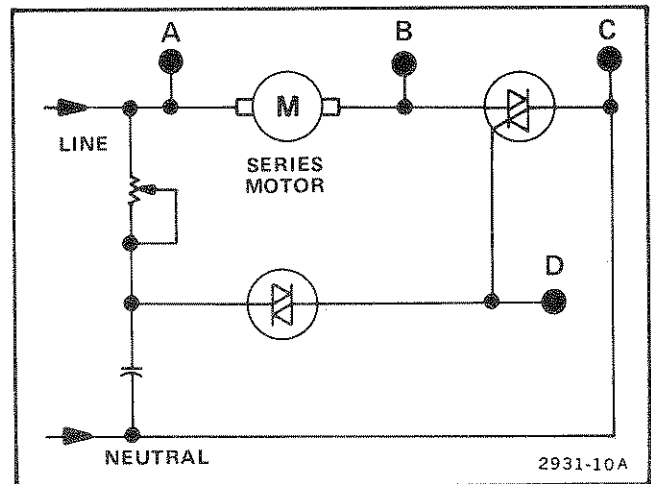 A
B
C
LINE
M
SERIES
MOTOR
D
NEUTRAL
2931-10A